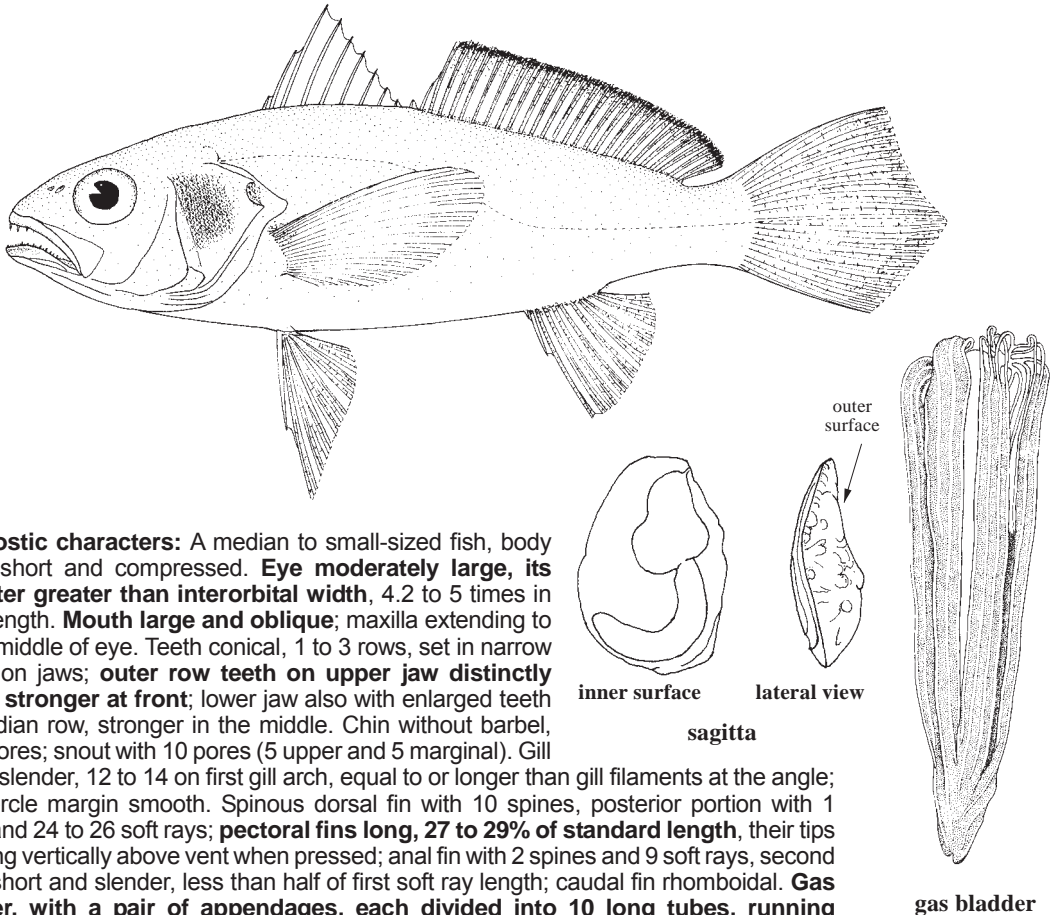 outer
surface
inner surface
lateral view
sagitta
gas bladder
ostic characters: A median to small-sized fish, body
short and compressed. Eye moderately large, its
ter greater than interorbital width, 4.2 to 5 times in
ength. Mouth large and oblique; maxilla extending to
middle of eye. Teeth conical, 1 to 3 rows, set in narrow
on jaws; outer row teeth on upper jaw distinctly
stronger at front; lower jaw also with enlarged teeth
dian row, stronger in the middle. Chin without barbel,
ores; snout with 10 pores (5 upper and 5 marginal). Gill
slender, 12 to 14 on first gill arch, equal to or longer than gill filaments at the angle;
rcle margin smooth. Spinous dorsal fin with 10 spines, posterior portion with 1
and 24 to 26 soft rays; pectoral fins long, 27 to 29% of standard length, their tips
ng vertically above vent when pressed; anal fin with 2 spines and 9 soft rays, second
short and slender, less than half of first soft ray length; caudal fin rhomboidal. Gas
er, with a pair of appendages, each divided into 10 long tubes, running